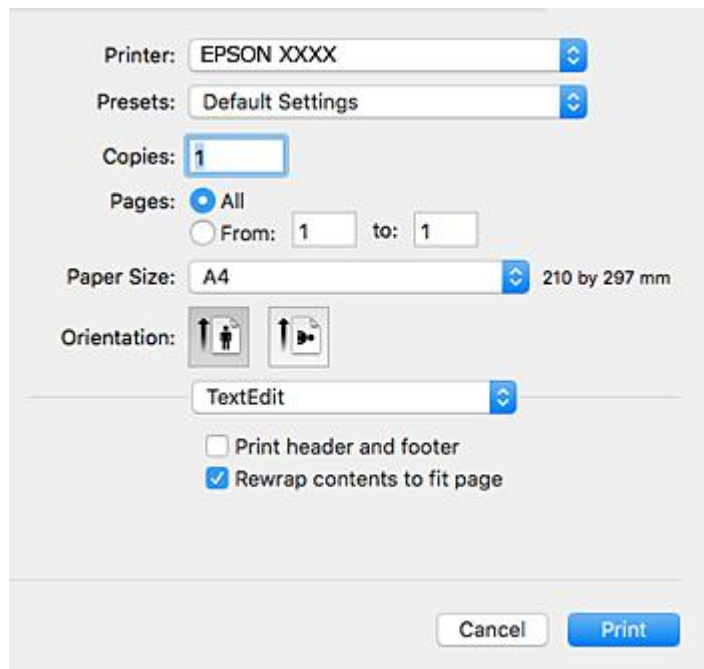 Printer: EPSON XXXX
Presets: Default Settings
Copies: 1
Pages: All
From: 1 to: 1
Paper Size: A4 210 by 297 mm
Orientation:
TextEdit
Print header and footer
Rewrap contents to fit page
Cancel Print